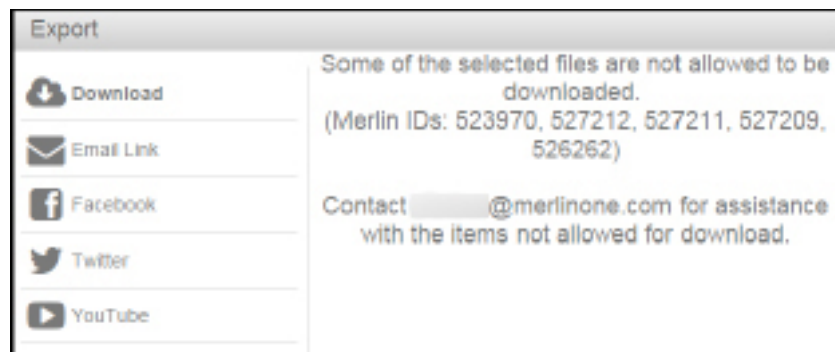 Export
Download
Email Link
Facebook
Twitter
YouTube
Some of the selected files are not allowed to be
downloaded.
(Merlin IDs: 523970, 527212, 527211, 527209,
526262)
Contact @merlinone.com for assistance
with the items not allowed for download.